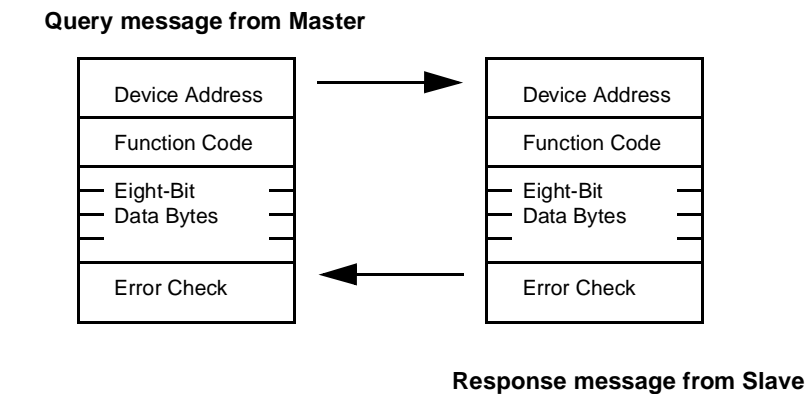 Query message from Master
Device Address
Function Code
Eight-Bit
Data Bytes
Error Check
Device Address
Function Code
Eight-Bit
Data Bytes
Error Check
Response message from Slave